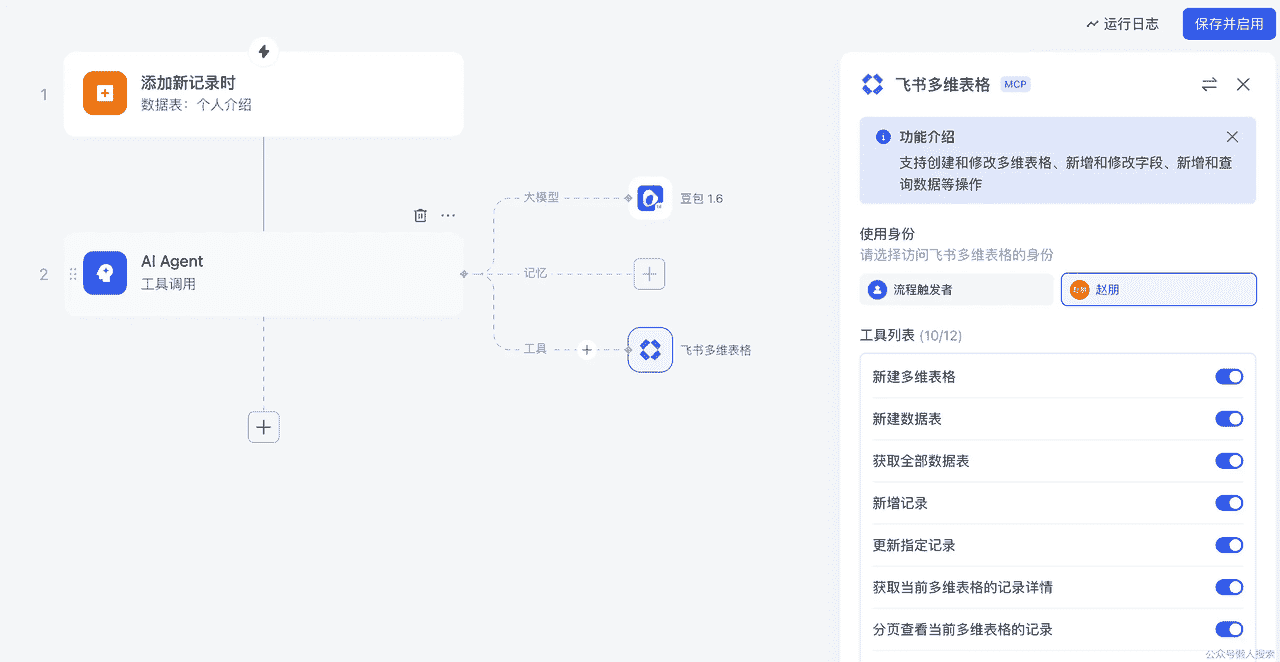 运行日志
保存并启用
1
添加新记录时
数据表：个人介绍
2
AI Agent
工具调用
大模型
豆包 1.6
记忆
工具
飞书多维表格
飞书多维表格
MCP
功能介绍
支持创建和修改多维表格、新增和修改字段、新增和查
询数据等操作
使用身份
请选择访问飞书多维表格的身份
流程触发者
赵朋
工具列表 (10/12)
新建多维表格
新建数据表
获取全部数据表
新增记录
更新指定记录
获取当前多维表格的记录详情
分页查看当前多维表格的记录
公众号懒人搜索